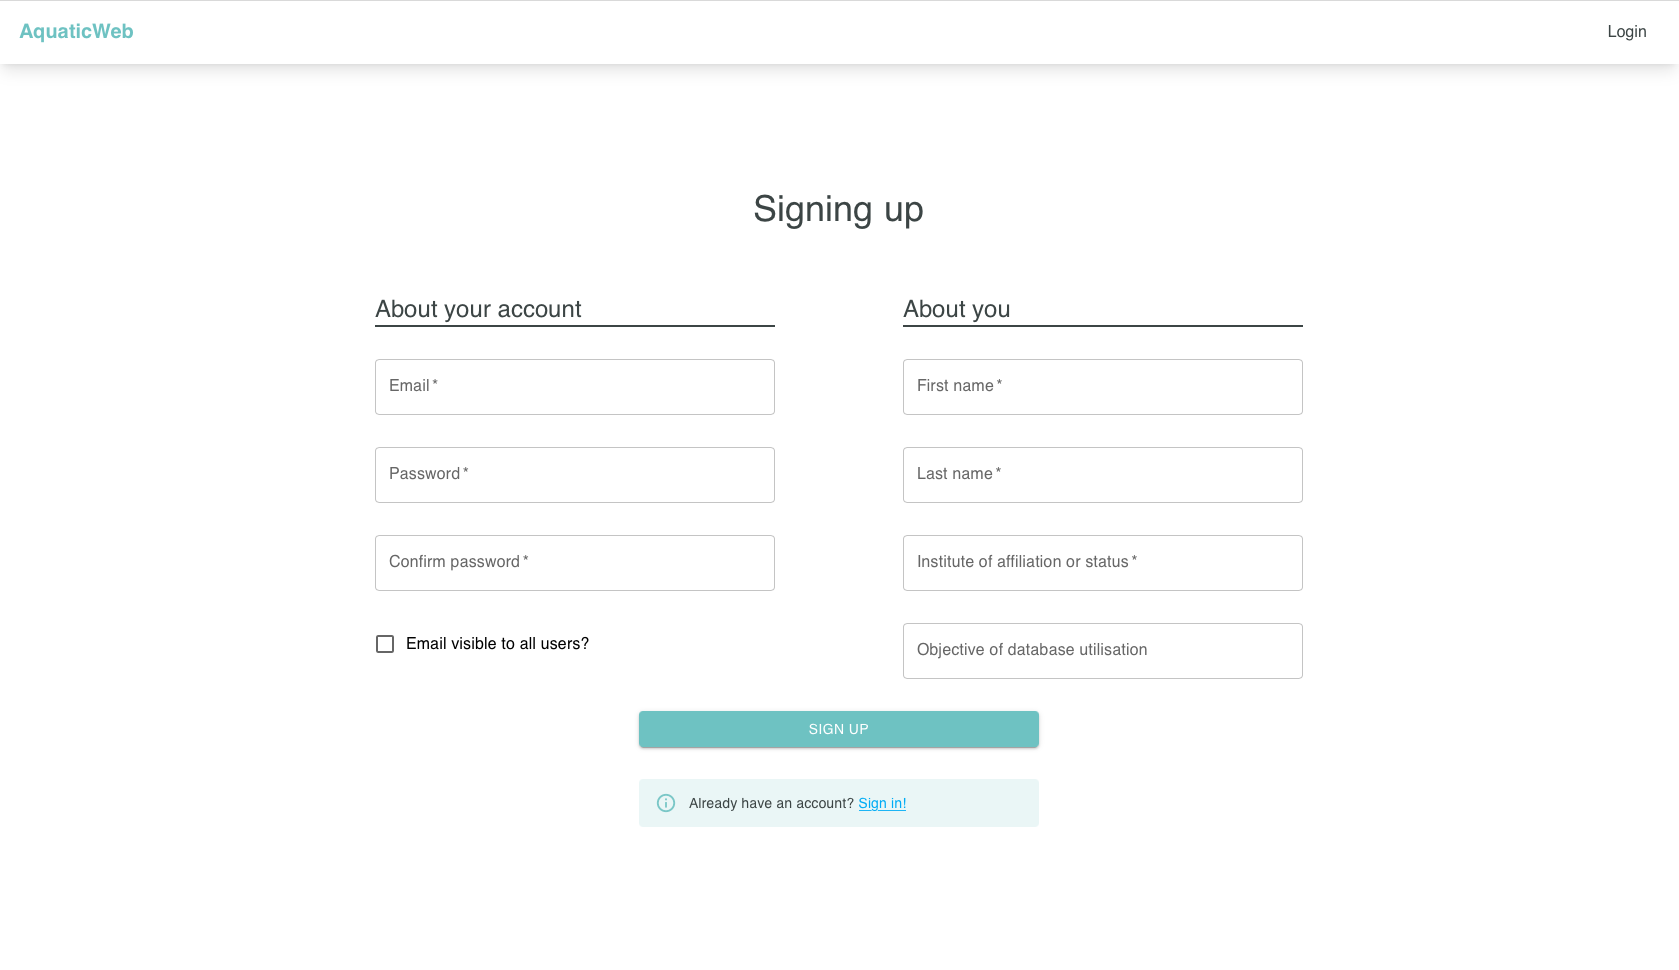 AquaticWeb
Login
Signing up
About your account
Email *
Password *
Confirm password *
Email visible to all users?
About you
First name *
Last name *
Institute of affiliation or status *
Objective of database utilisation
SIGN UP
Already have an account? Sign in!